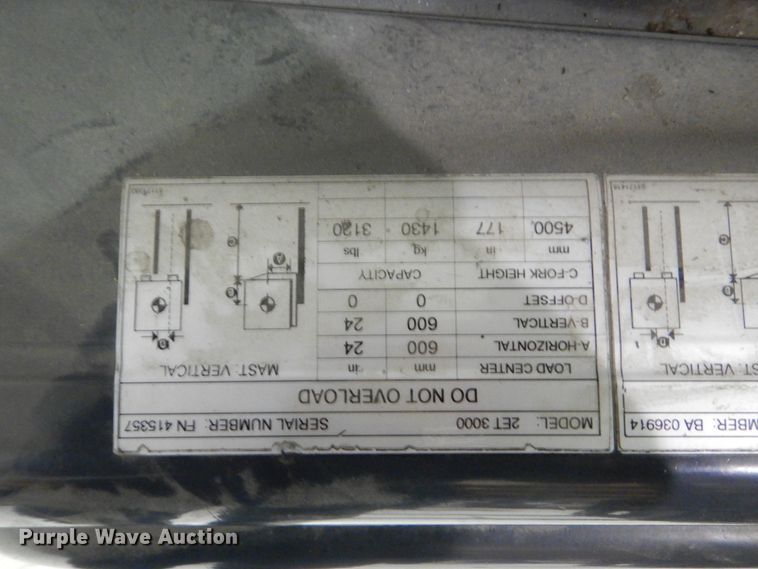 MODEL: 2ET 3000 SERIAL NUMBER: FN 415357
DO NOT OVERLOAD
LOAD CENTER mm in
A-HORIZONTAL 600 24
B-VERTICAL 600 24
D-OFFSET 0 0
C-FORK HEIGHT CAPACITY
mm in kg lbs
4500 177 1430 3120
MAST: VERTICAL
D
B
A
C
MBER: BA 036914
D
B
C
Purple Wave Auction